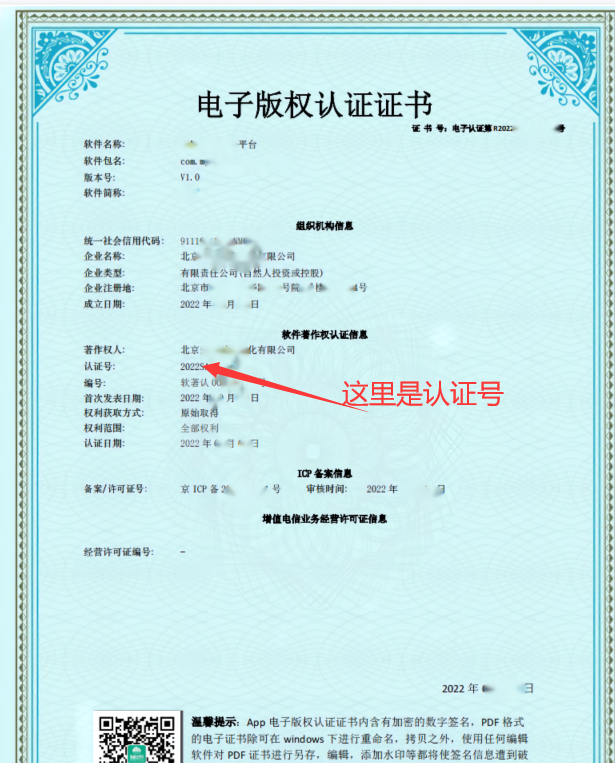 电子版权认证证书
证 书 号：电子认证第R2022 号
软件名称： 平台
软件包名： com.m
版本号： V1.0
软件简称：
组织机构信息
统一社会信用代码： 9111
企业名称： 北京 有限公司
企业类型： 有限责任公司(自然人投资或控股)
企业注册地： 北京市 号院 楼 号
成立日期： 2022 年 月 日
软件著作权认证信息
著作权人： 北京 化有限公司
认证号： 2022S
编号： 软著认 00
首次发表日期： 2022 年 月 日
这里是认证号
权利获取方式： 原始取得
权利范围： 全部权利
认证日期： 2022 年 月 日
ICP 备案信息
备案/许可证号： 京 ICP 备 2 号 审核时间： 2022 年 日
增值电信业务经营许可证信息
经营许可证编号： -
2022 年 日
温馨提示：App 电子版权认证证书内含有加密的数字签名，PDF 格式
的电子证书除可在 windows 下进行重命名，拷贝之外，使用任何编辑
软件对 PDF 证书进行另存，编辑，添加水印等都将使签名信息遭到破